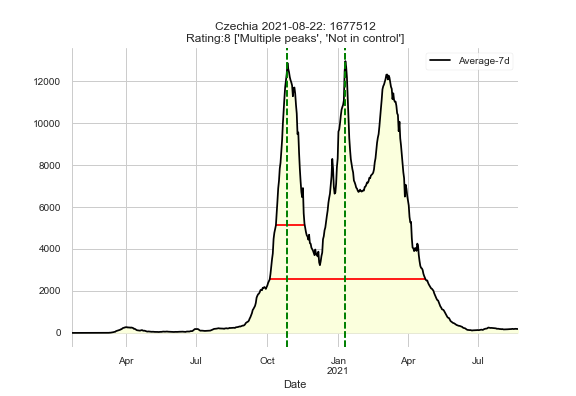 Czechia 2021-08-22: 1677512
Rating:8 ['Multiple peaks', 'Not in control']
Average-7d
12000
10000
8000
6000
4000
2000
0
Apr Jul Oct Jan Apr Jul
2021
Date